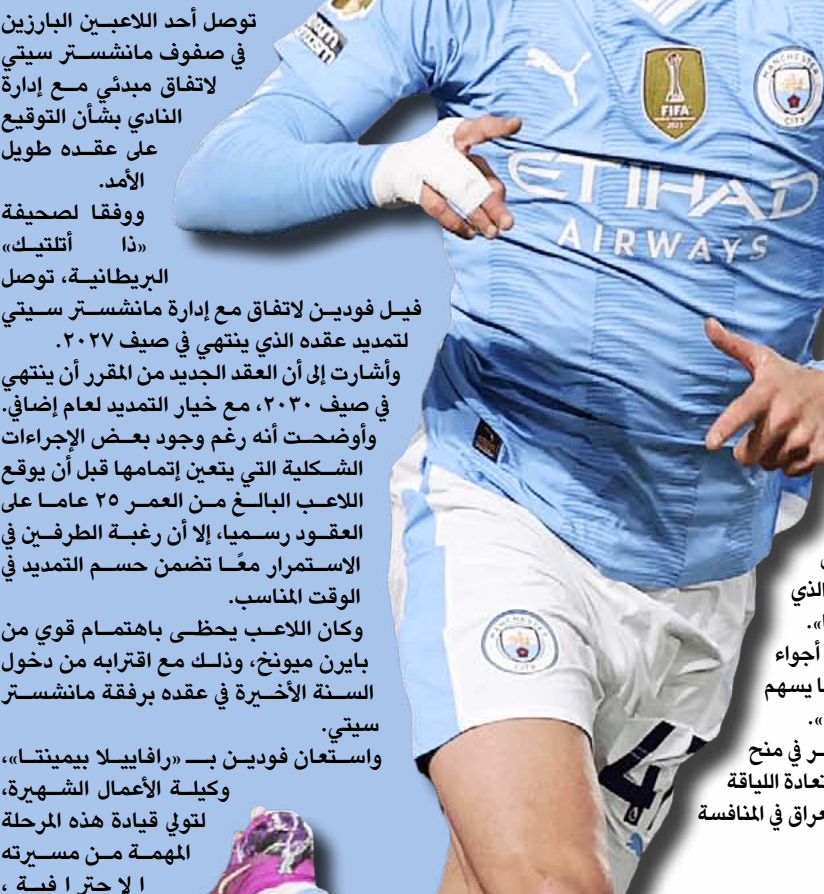 توصل أحد اللاعبين البارزين
في صفوف مانشستر سيتي
لاتفاق مبدئي مع إدارة
النادي بشأن التوقيع
على عقده طويل
الأمد.
ووفقا لصحيفة
«ذا أتلتيك»
البريطانية، توصل
فيل فودين لاتفاق مع إدارة مانشستر سيتي
لتمديد عقده الذي ينتهي في صيف ٢٠٢٧.
وأشارت إلى أن العقد الجديد من المقرر أن ينتهي
في صيف ٢٠٣٠، مع خيار التمديد لعام إضافي.
وأوضحت أنه رغم وجود بعض الإجراءات
الشكلية التي يتعين إتمامها قبل أن يوقع
اللاعب البالغ من العمر ٢٥ عاما على
العقود رسميا، إلا أن رغبة الطرفين في
الاستمرار معًا تضمن حسم التمديد في
الوقت المناسب.
وكان اللاعب يحظى باهتمام قوي من
بايرن ميونخ، وذلك مع اقترابه من دخول
السنة الأخيرة في عقده برفقة مانشستر
سيتي.
واستعان فودين بـ «رافاييلا بيمينتا»،
وكيلة الأعمال الشهيرة،
لتولي قيادة هذه المرحلة
المهمة من مسيرته
الاحترافية،
FIFA
MANCHESTER
CITY
ETIHAD
AIRWAYS
MANCHESTER
CITY
4
الذي
أجواء
يسهم
ـر في منح
تعادة اللياقة
عراق في المنافسة